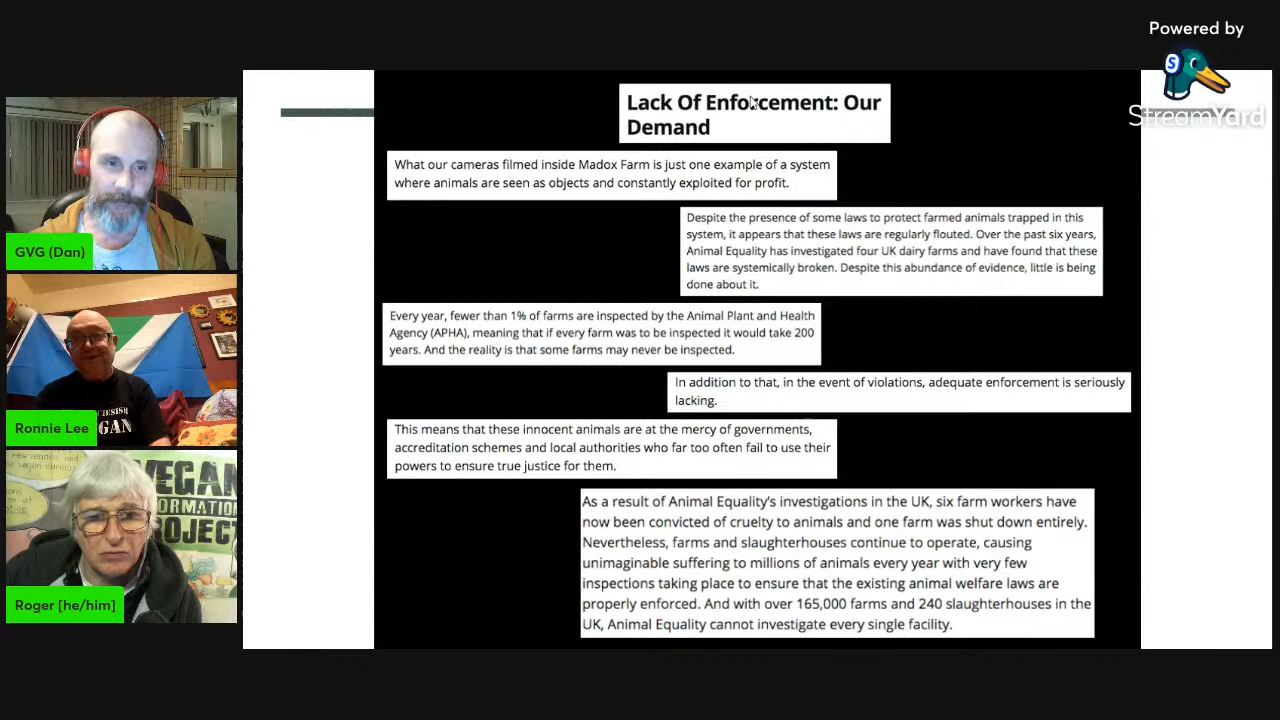 Powered by
S
StreamYard
Lack Of Enforcement: Our
Demand
What our cameras filmed inside Madox Farm is just one example of a system
where animals are seen as objects and constantly exploited for profit.
Despite the presence of some laws to protect farmed animals trapped in this
system, it appears that these laws are regularly flouted. Over the past six years,
Animal Equality has investigated four UK dairy farms and have found that these
laws are systemically broken. Despite this abundance of evidence, little is being
done about it.
Every year, fewer than 1% of farms are inspected by the Animal Plant and Health
Agency (APHA), meaning that if every farm was to be inspected it would take 200
years. And the reality is that some farms may never be inspected.
In addition to that, in the event of violations, adequate enforcement is seriously
lacking.
This means that these innocent animals are at the mercy of governments,
accreditation schemes and local authorities who far too often fail to use their
powers to ensure true justice for them.
As a result of Animal Equality's investigations in the UK, six farm workers have
now been convicted of cruelty to animals and one farm was shut down entirely.
Nevertheless, farms and slaughterhouses continue to operate, causing
unimaginable suffering to millions of animals every year with very few
inspections taking place to ensure that the existing animal welfare laws are
properly enforced. And with over 165,000 farms and 240 slaughterhouses in the
UK, Animal Equality cannot investigate every single facility.
GVG (Dan)
Ronnie Lee
VEGAN
PROJECT
Roger [he/him]